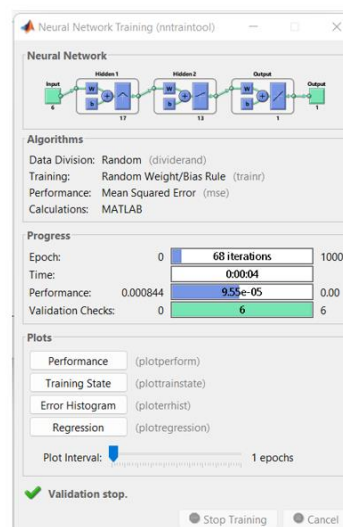 Neural Network Training (nntraintool)
Neural Network
Hidden 1 Hidden 2 Output
Input W b W b W b Output
6 17 13 1 1
Algorithms
Data Division: Random (dividerand)
Training: Random Weight/Bias Rule (trainr)
Performance: Mean Squared Error (mse)
Calculations: MATLAB
Progress
Epoch: 0 68 iterations 1000
Time: 0:00:04
Performance: 0.000844 9.55e-05 0.00
Validation Checks: 0 6 6
Plots
Performance (plotperform)
Training State (plottrainstate)
Error Histogram (ploterrhist)
Regression (plotregression)
Plot Interval: 1 epochs
Validation stop.
Stop Training Cancel